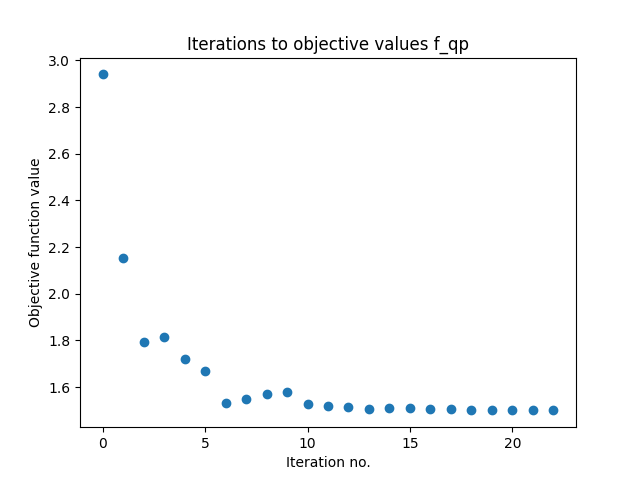 Iterations to objective values f_qp
3.0
2.8
2.6
2.4
2.2
2.0
1.8
1.6
Objective function value
0 5 10 15 20
Iteration no.